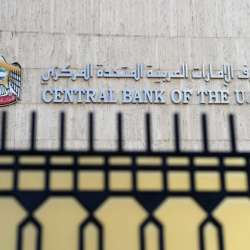 ف الإمارات العربية المتحدة المركزي
CENTRAL BANK OF THE U